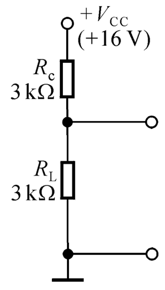 +V_CC
(+16 V)
R_c
3 kΩ
R_L
3 kΩ